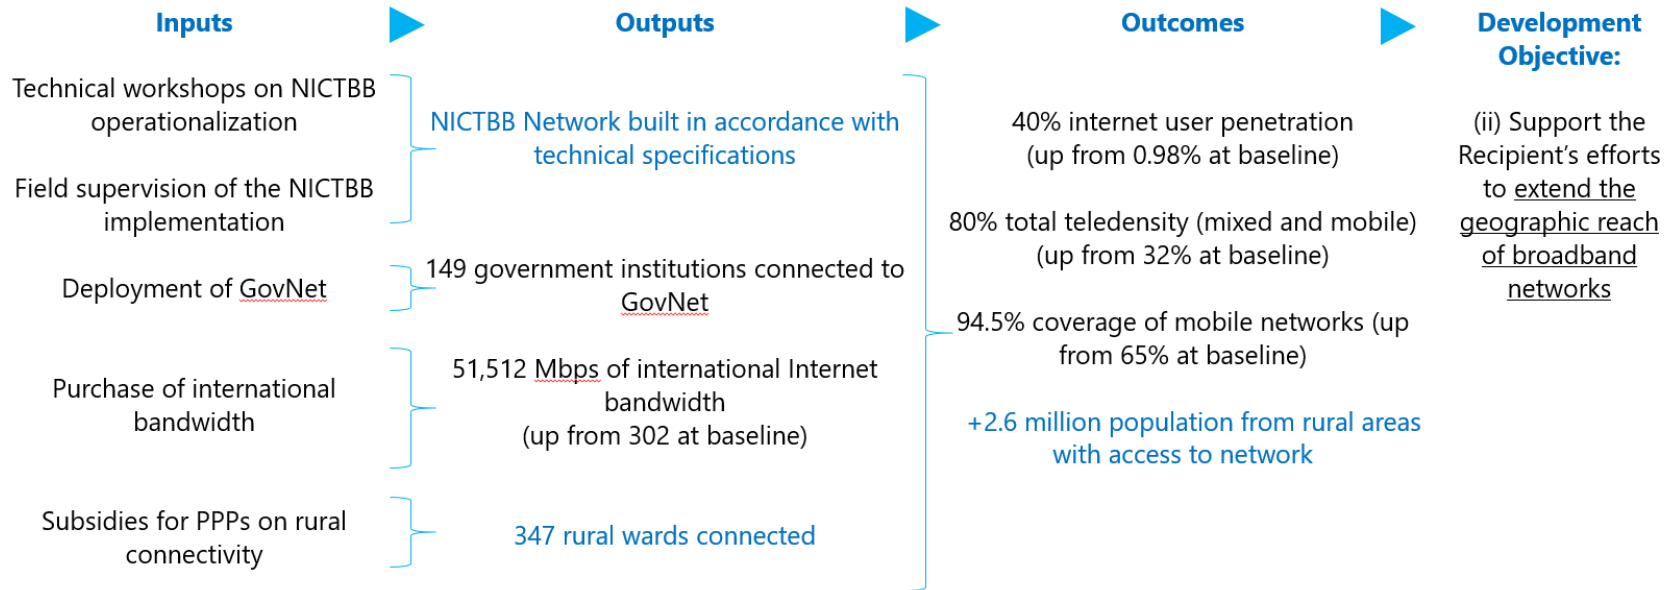 Inputs
Outputs
Outcomes
Development
Objective:
Technical workshops on NICTBB
operationalization
Field supervision of the NICTBB
implementation
Deployment of GovNet
Purchase of international
bandwidth
Subsidies for PPPs on rural
connectivity
NICTBB Network built in accordance with
technical specifications
149 government institutions connected to
GovNet
51,512 Mbps of international Internet
bandwidth
(up from 302 at baseline)
347 rural wards connected
40% internet user penetration
(up from 0.98% at baseline)
80% total teledensity (mixed and mobile)
(up from 32% at baseline)
94.5% coverage of mobile networks (up
from 65% at baseline)
+2.6 million population from rural areas
with access to network
(ii) Support the
Recipient’s efforts
to extend the
geographic reach
of broadband
networks